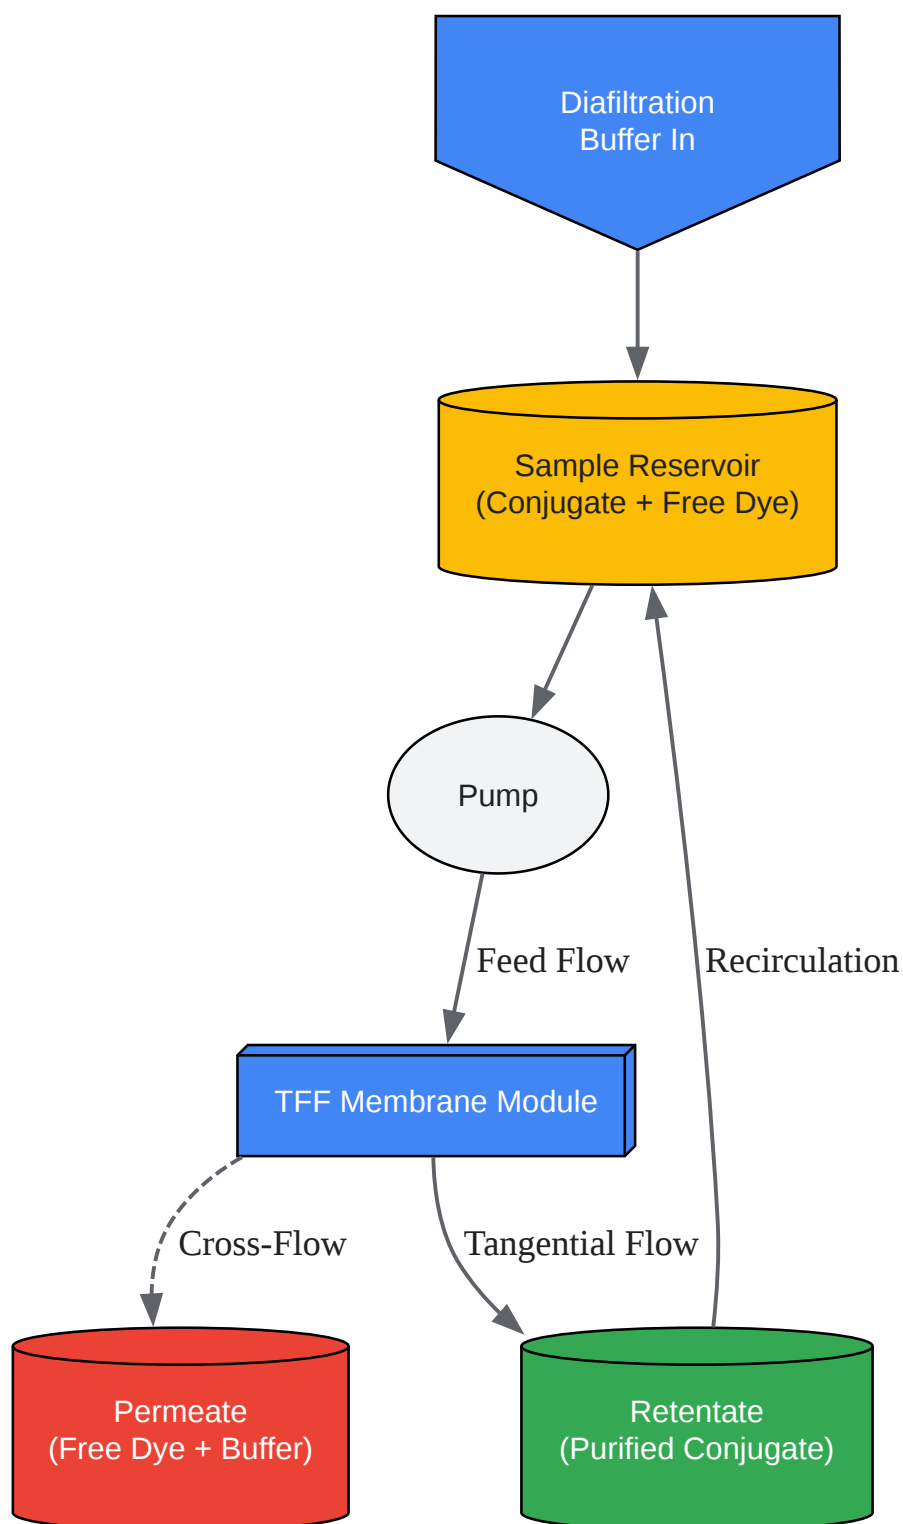 Diafiltration
Buffer In
Sample Reservoir
(Conjugate + Free Dye)
Pump
Feed Flow
Recirculation
TFF Membrane Module
Cross-Flow
Tangential Flow
Permeate
(Free Dye + Buffer)
Retentate
(Purified Conjugate)